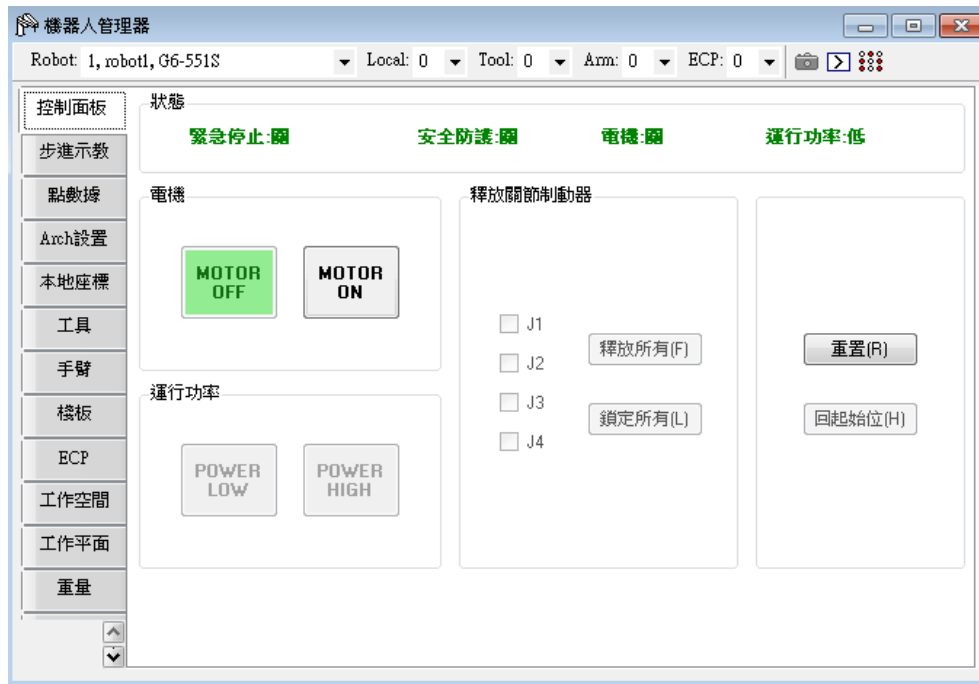 機器人管理器
Robot: 1, robot1, G6-551S Local: 0 Tool: 0 Arm: 0 ECP: 0
控制面板
步進示教
點數據
Arch設置
本地座標
工具
手臂
棧板
ECP
工作空間
工作平面
重量
狀態
緊急停止:關 安全防護:關 電機:關 運行功率:低
電機
MOTOR
OFF
MOTOR
ON
運行功率
POWER
LOW
POWER
HIGH
釋放關節制動器
J1
J2
J3
J4
釋放所有(F)
鎖定所有(L)
重置(R)
回起始位(H)